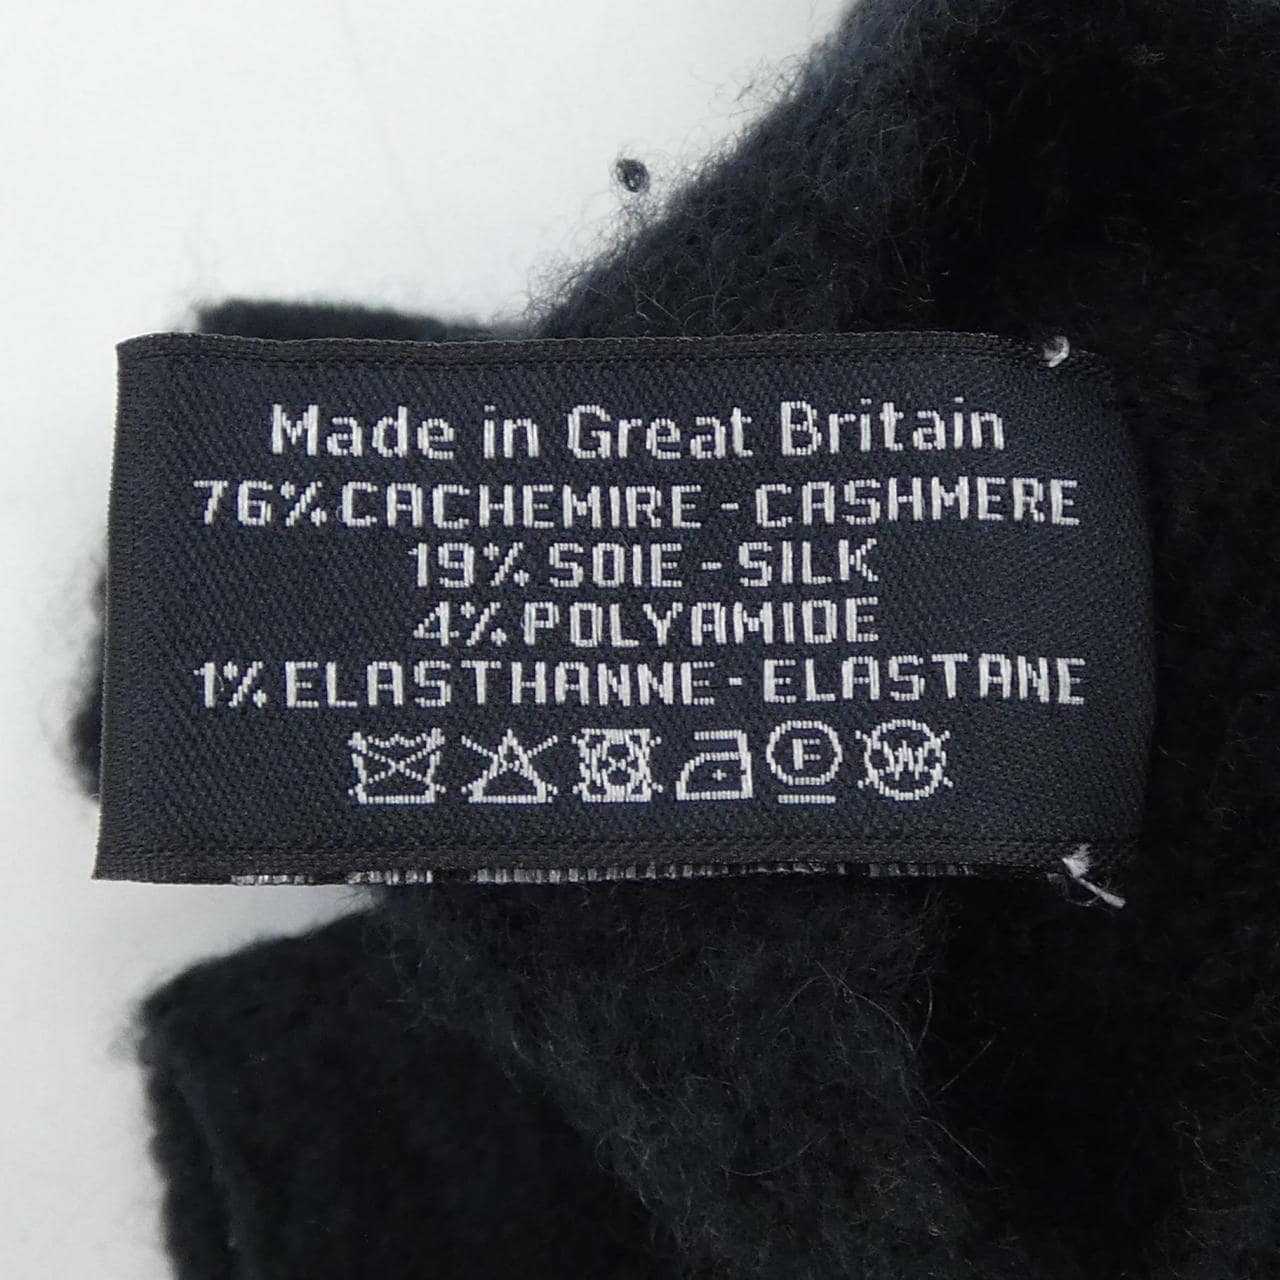 Made in Great Britain
76% CACHEMIRE - CASHMERE
19% SOIE - SILK
4% POLYAMIDE
1% ELASTHANNE - ELASTANE
F W